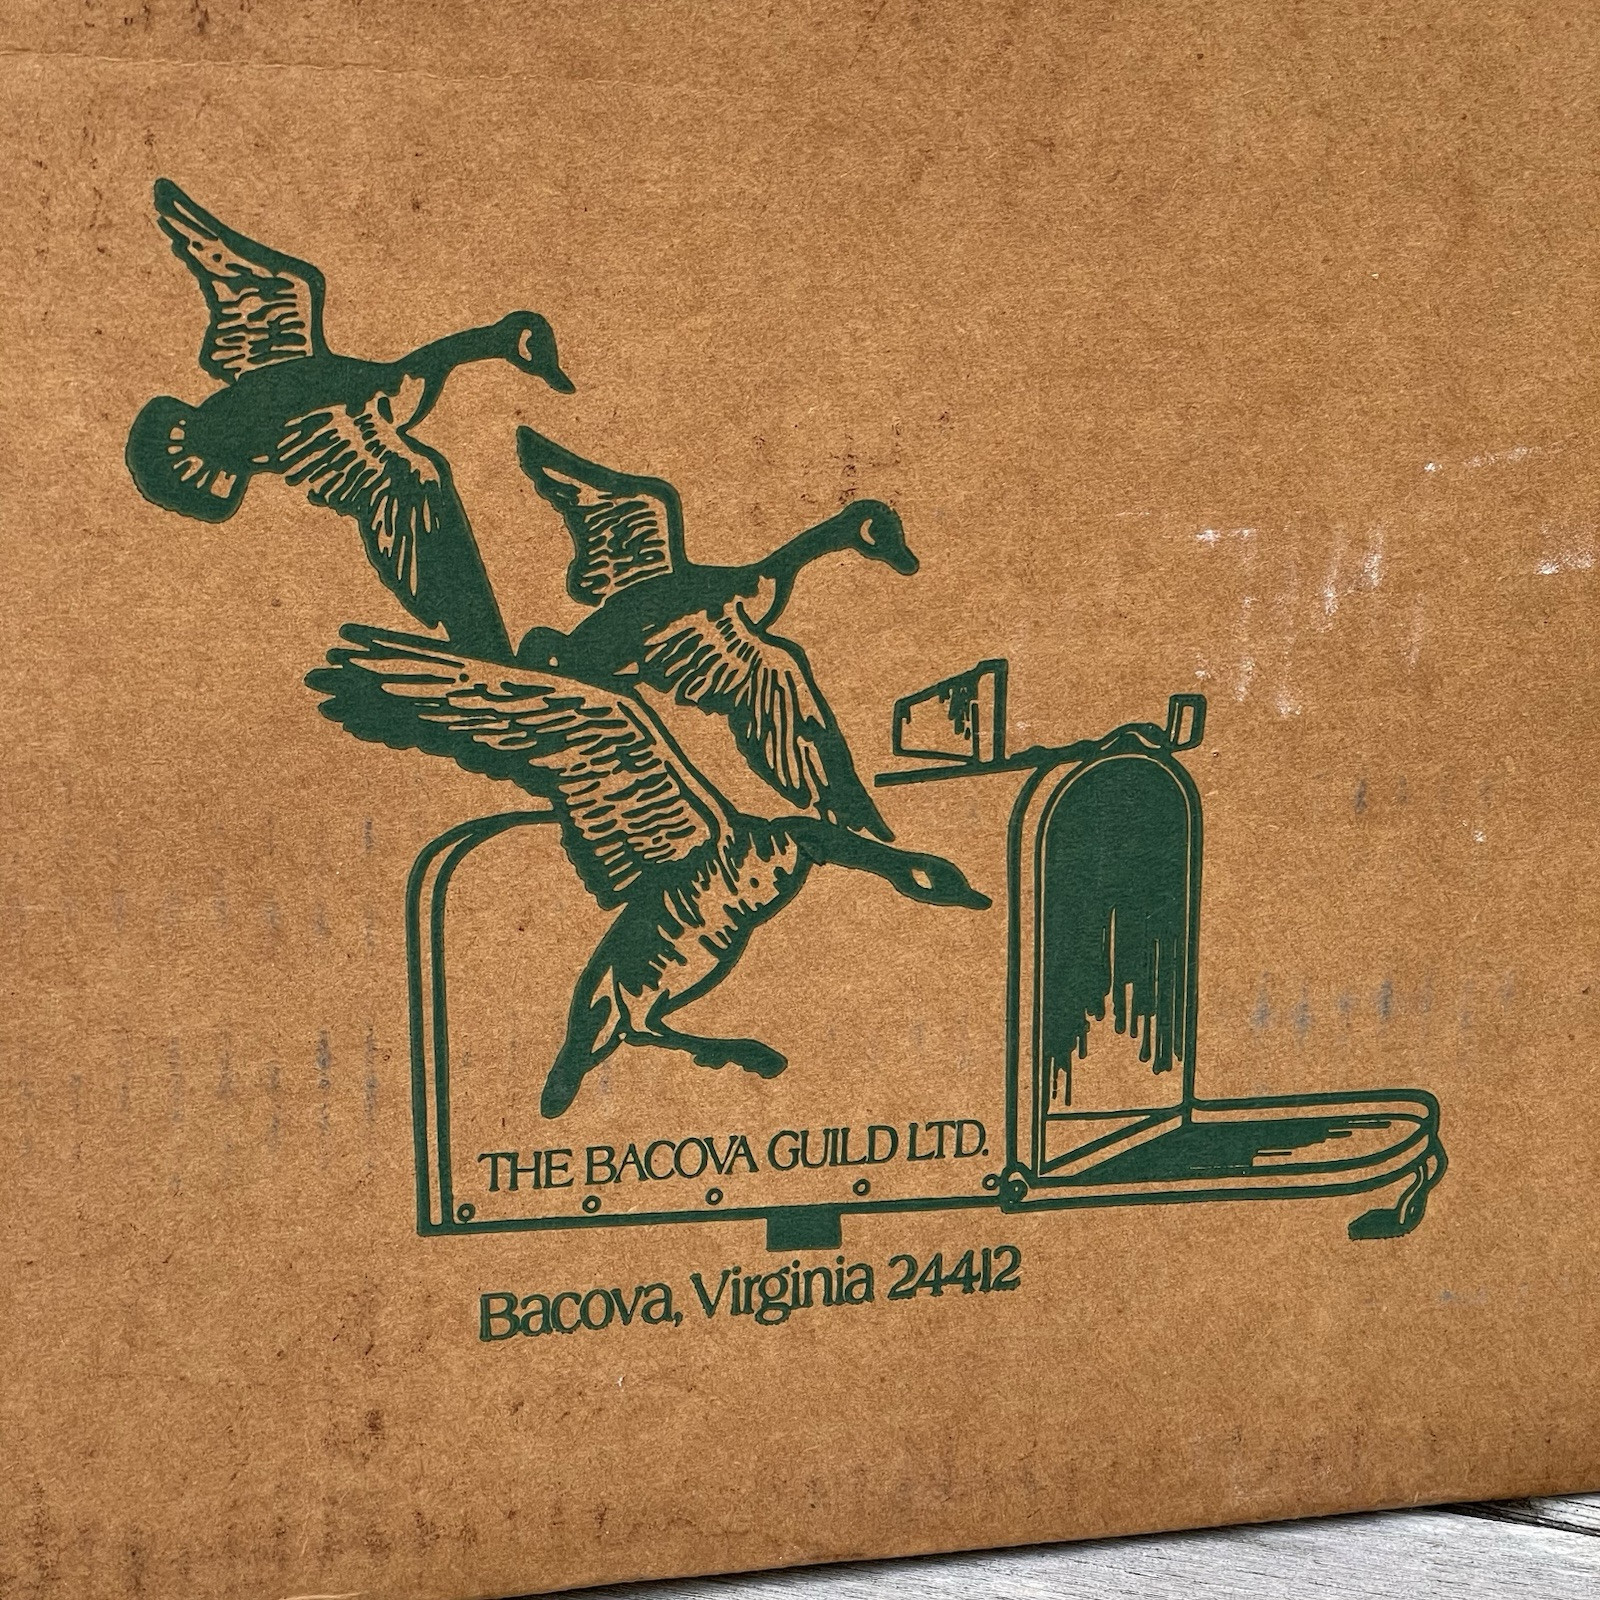 THE BACOVA GUILD LTD.
Bacova, Virginia 24412